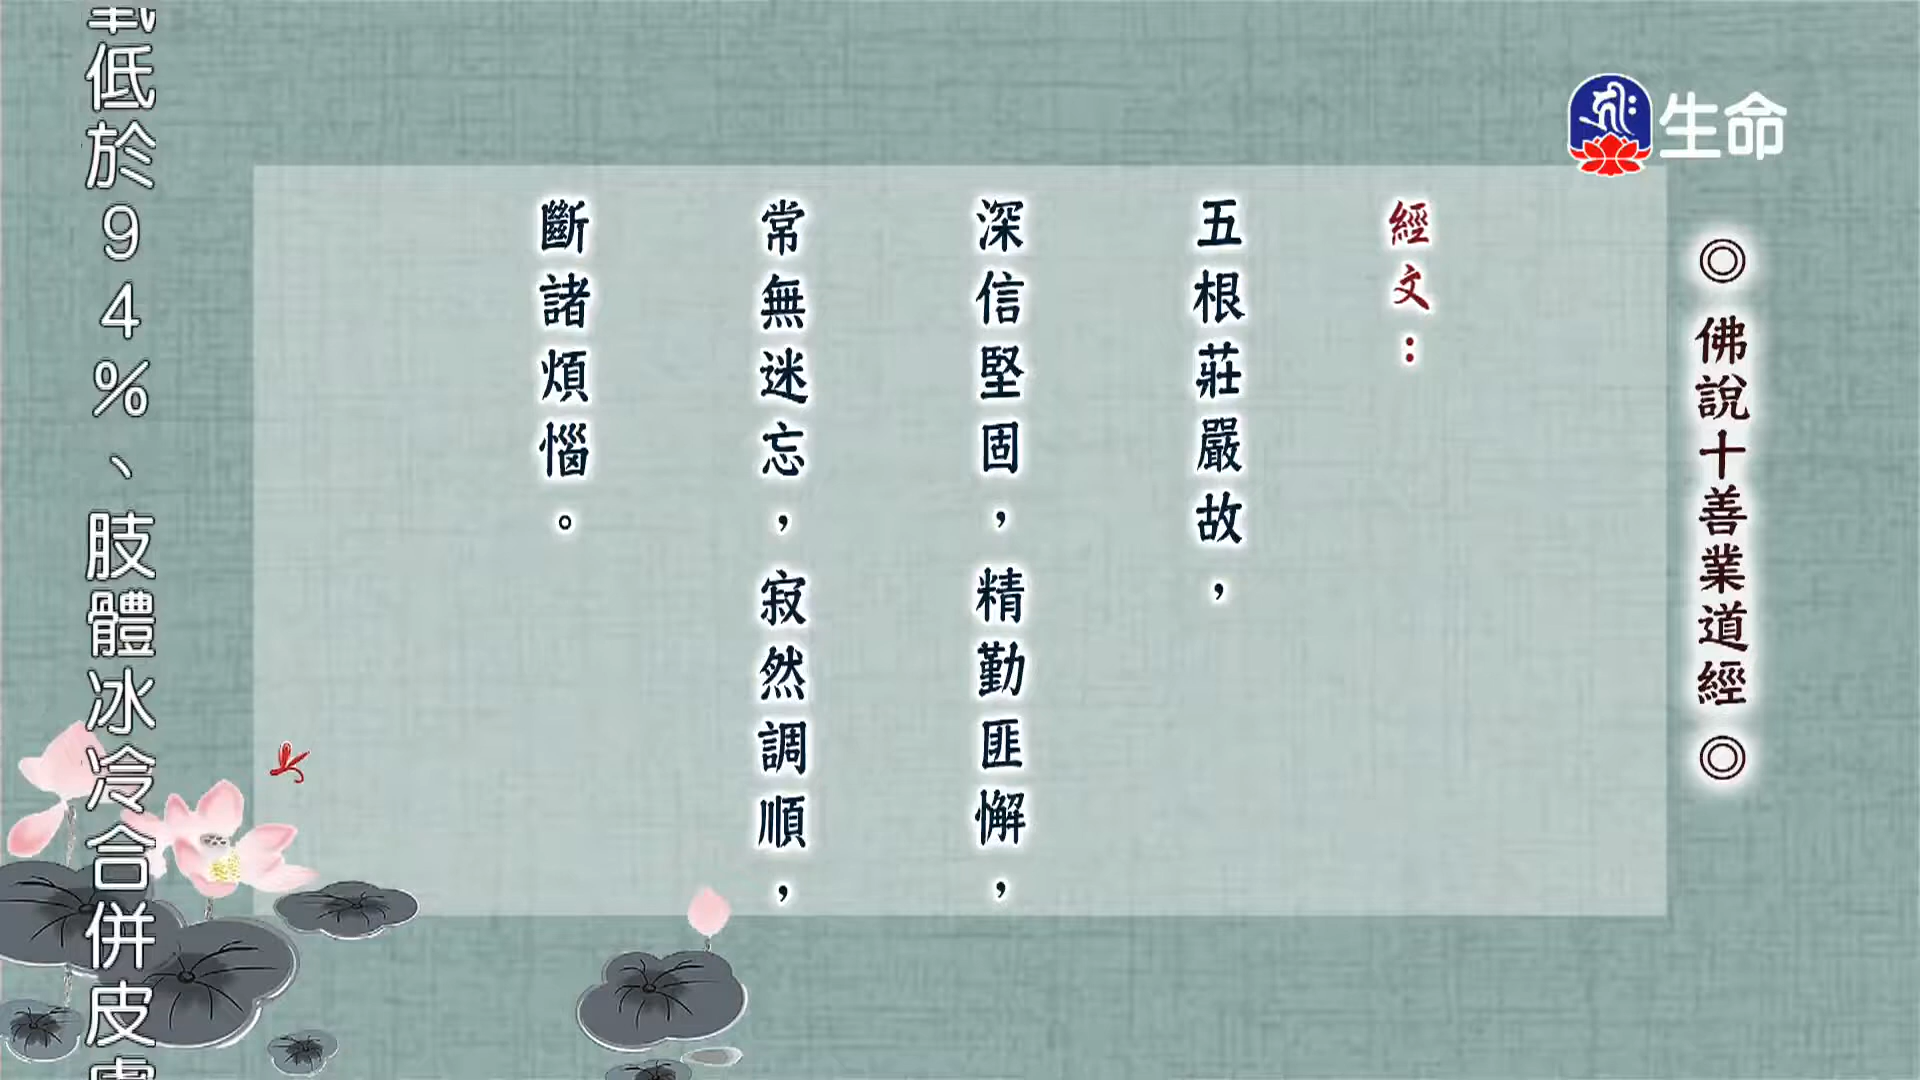 生命
◎ 佛說十善業道經 ◎
經文：
五根莊嚴故，
深信堅固，精勤匪懈，
常無迷忘，寂然調順，
斷諸煩惱。
低於94%、肢體冰冷合併皮